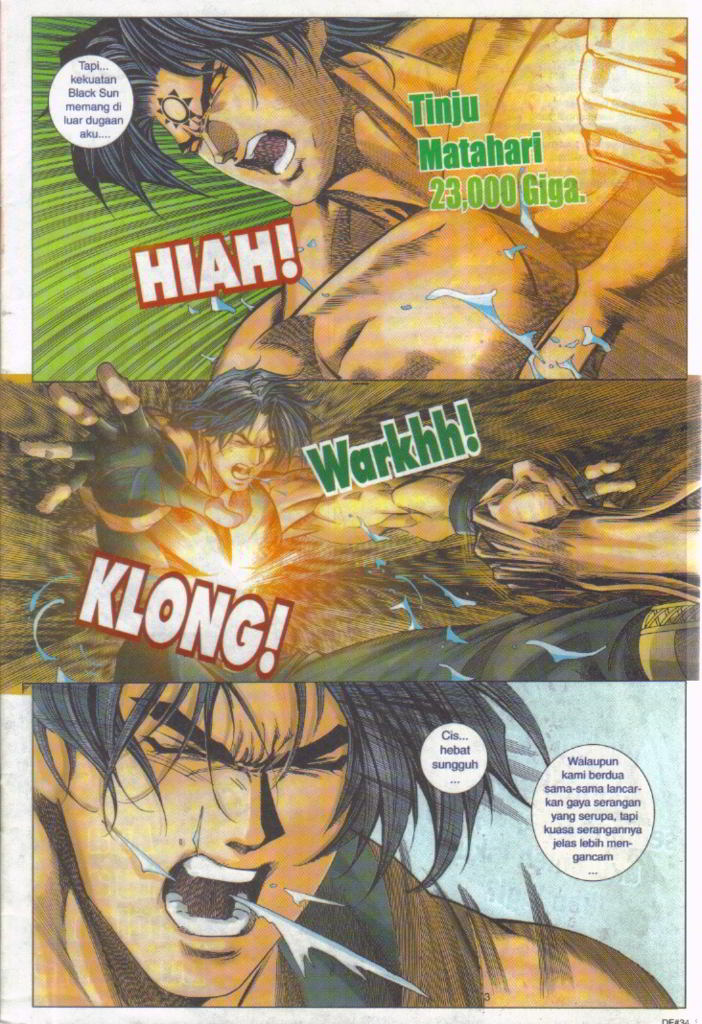 Tapi...
kekuatan
Black Sun
memang di
luar dugaan
aku....
Tinju
Matahari
23,000 Giga.
HIAH!
Warkhh!
KLONG!
Cis...
hebat
sungguh
...
Walaupun
kami berdua
sama-sama lancar-
kan gaya serangan
yang serupa, tapi
kuasa serangannya
jelas lebih men-
gancam
...
3